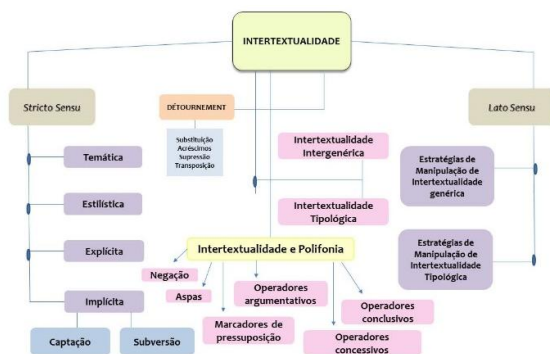 INTERTEXTUALIDADE
Stricto Sensu
DÉTOURNEMENT
Lato Sensu
Substituição
Acréscimos
Supressão
Transposição
Intertextualidade
Intergenérica
Temática
Estratégias de
Manipulação de
Intertextualidade
genérica
Estilística
Intertextualidade
Tipológica
Explícita
Intertextualidade e Polifonia
Estratégias de
Manipulação de
Intertextualidade
Tipológica
Negação
Aspas
Operadores
argumentativos
Implícita
Operadores
conclusivos
Marcadores de
pressuposição
Captação
Subversão
Operadores
concessivos